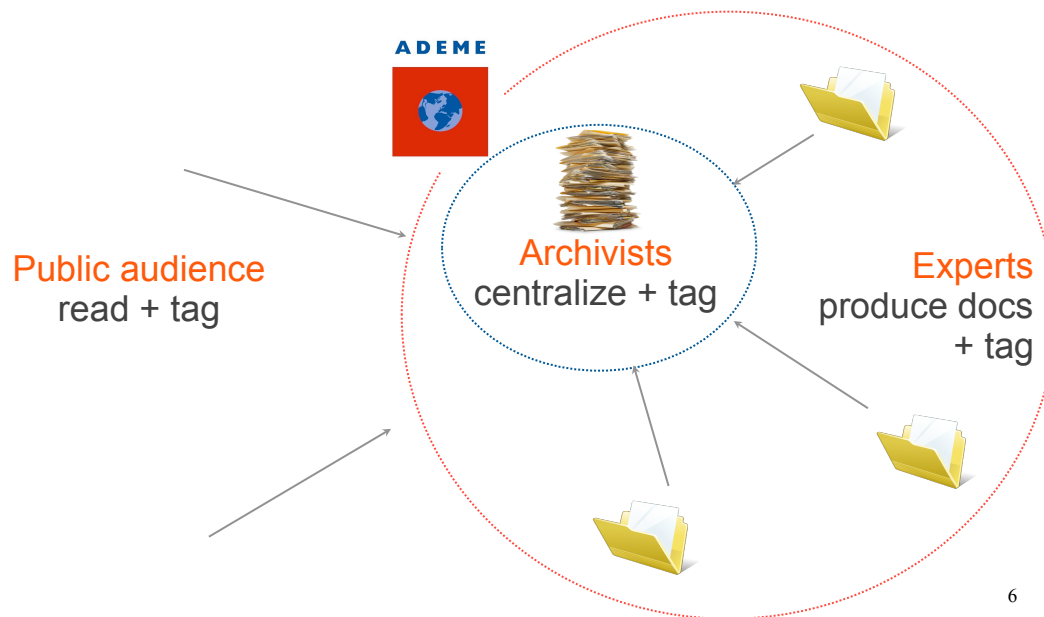 ADEME
Public audience
read + tag
Archivists
centralize + tag
Experts
produce docs
+ tag
6